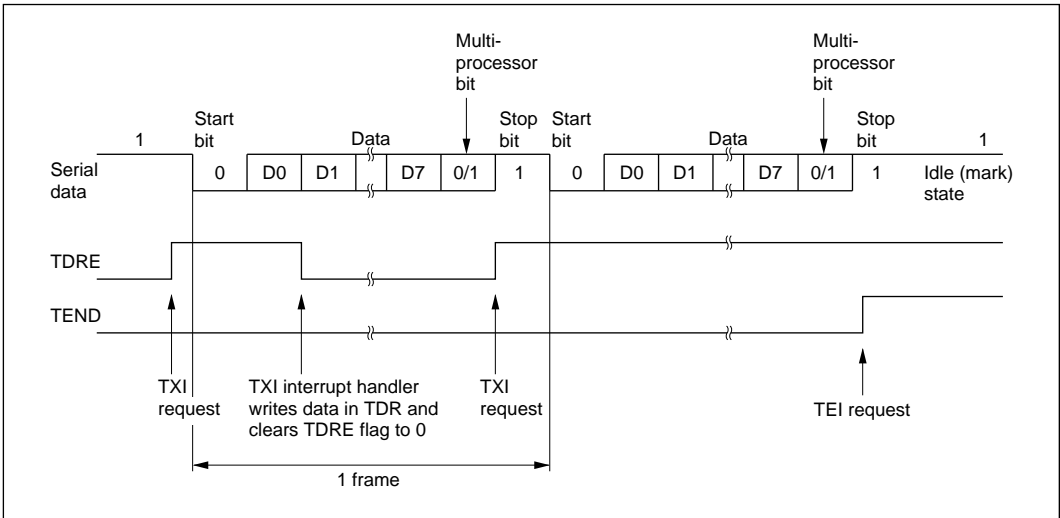 Multi-
processor
bit
Multi-
processor
bit
1
Start
bit
Data
Stop
bit
Start
bit
Data
Stop
bit
1
Serial
data
0 D0 D1 D7 0/1 1 0 D0 D1 D7 0/1 1
Idle (mark)
state
TDRE
TEND
TXI
request
TXI interrupt handler
writes data in TDR and
clears TDRE flag to 0
TXI
request
TEI request
1 frame